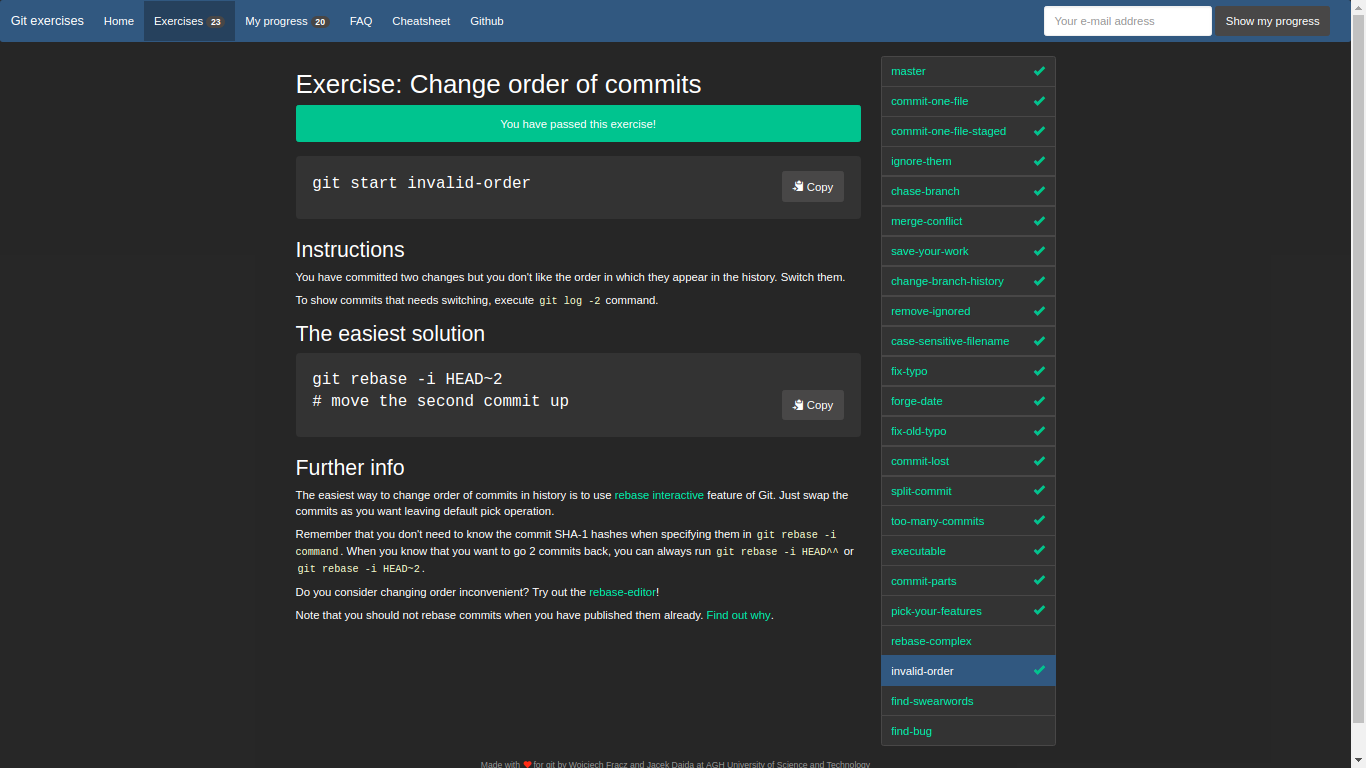 Git exercises Home Exercises 23 My progress 20 FAQ Cheatsheet Github Your e-mail address Show my progress
Exercise: Change order of commits
You have passed this exercise!
git start invalid-order
Copy
Instructions
You have committed two changes but you don't like the order in which they appear in the history. Switch them.
To show commits that needs switching, execute git log -2 command.
The easiest solution
git rebase -i HEAD~2
# move the second commit up
Copy
Further info
The easiest way to change order of commits in history is to use rebase interactive feature of Git. Just swap the
commits as you want leaving default pick operation.
Remember that you don't need to know the commit SHA-1 hashes when specifying them in git rebase -i
command. When you know that you want to go 2 commits back, you can always run git rebase -i HEAD^^ or
git rebase -i HEAD~2.
Do you consider changing order inconvenient? Try out the rebase-editor!
Note that you should not rebase commits when you have published them already. Find out why.
master
commit-one-file
commit-one-file-staged
ignore-them
chase-branch
merge-conflict
save-your-work
change-branch-history
remove-ignored
case-sensitive-filename
fix-typo
forge-date
fix-old-typo
commit-lost
split-commit
too-many-commits
executable
commit-parts
pick-your-features
rebase-complex
invalid-order
find-swearwords
find-bug
Made with for git by Wojciech Frącz and Jacek Dajda at AGH University of Science and Technology